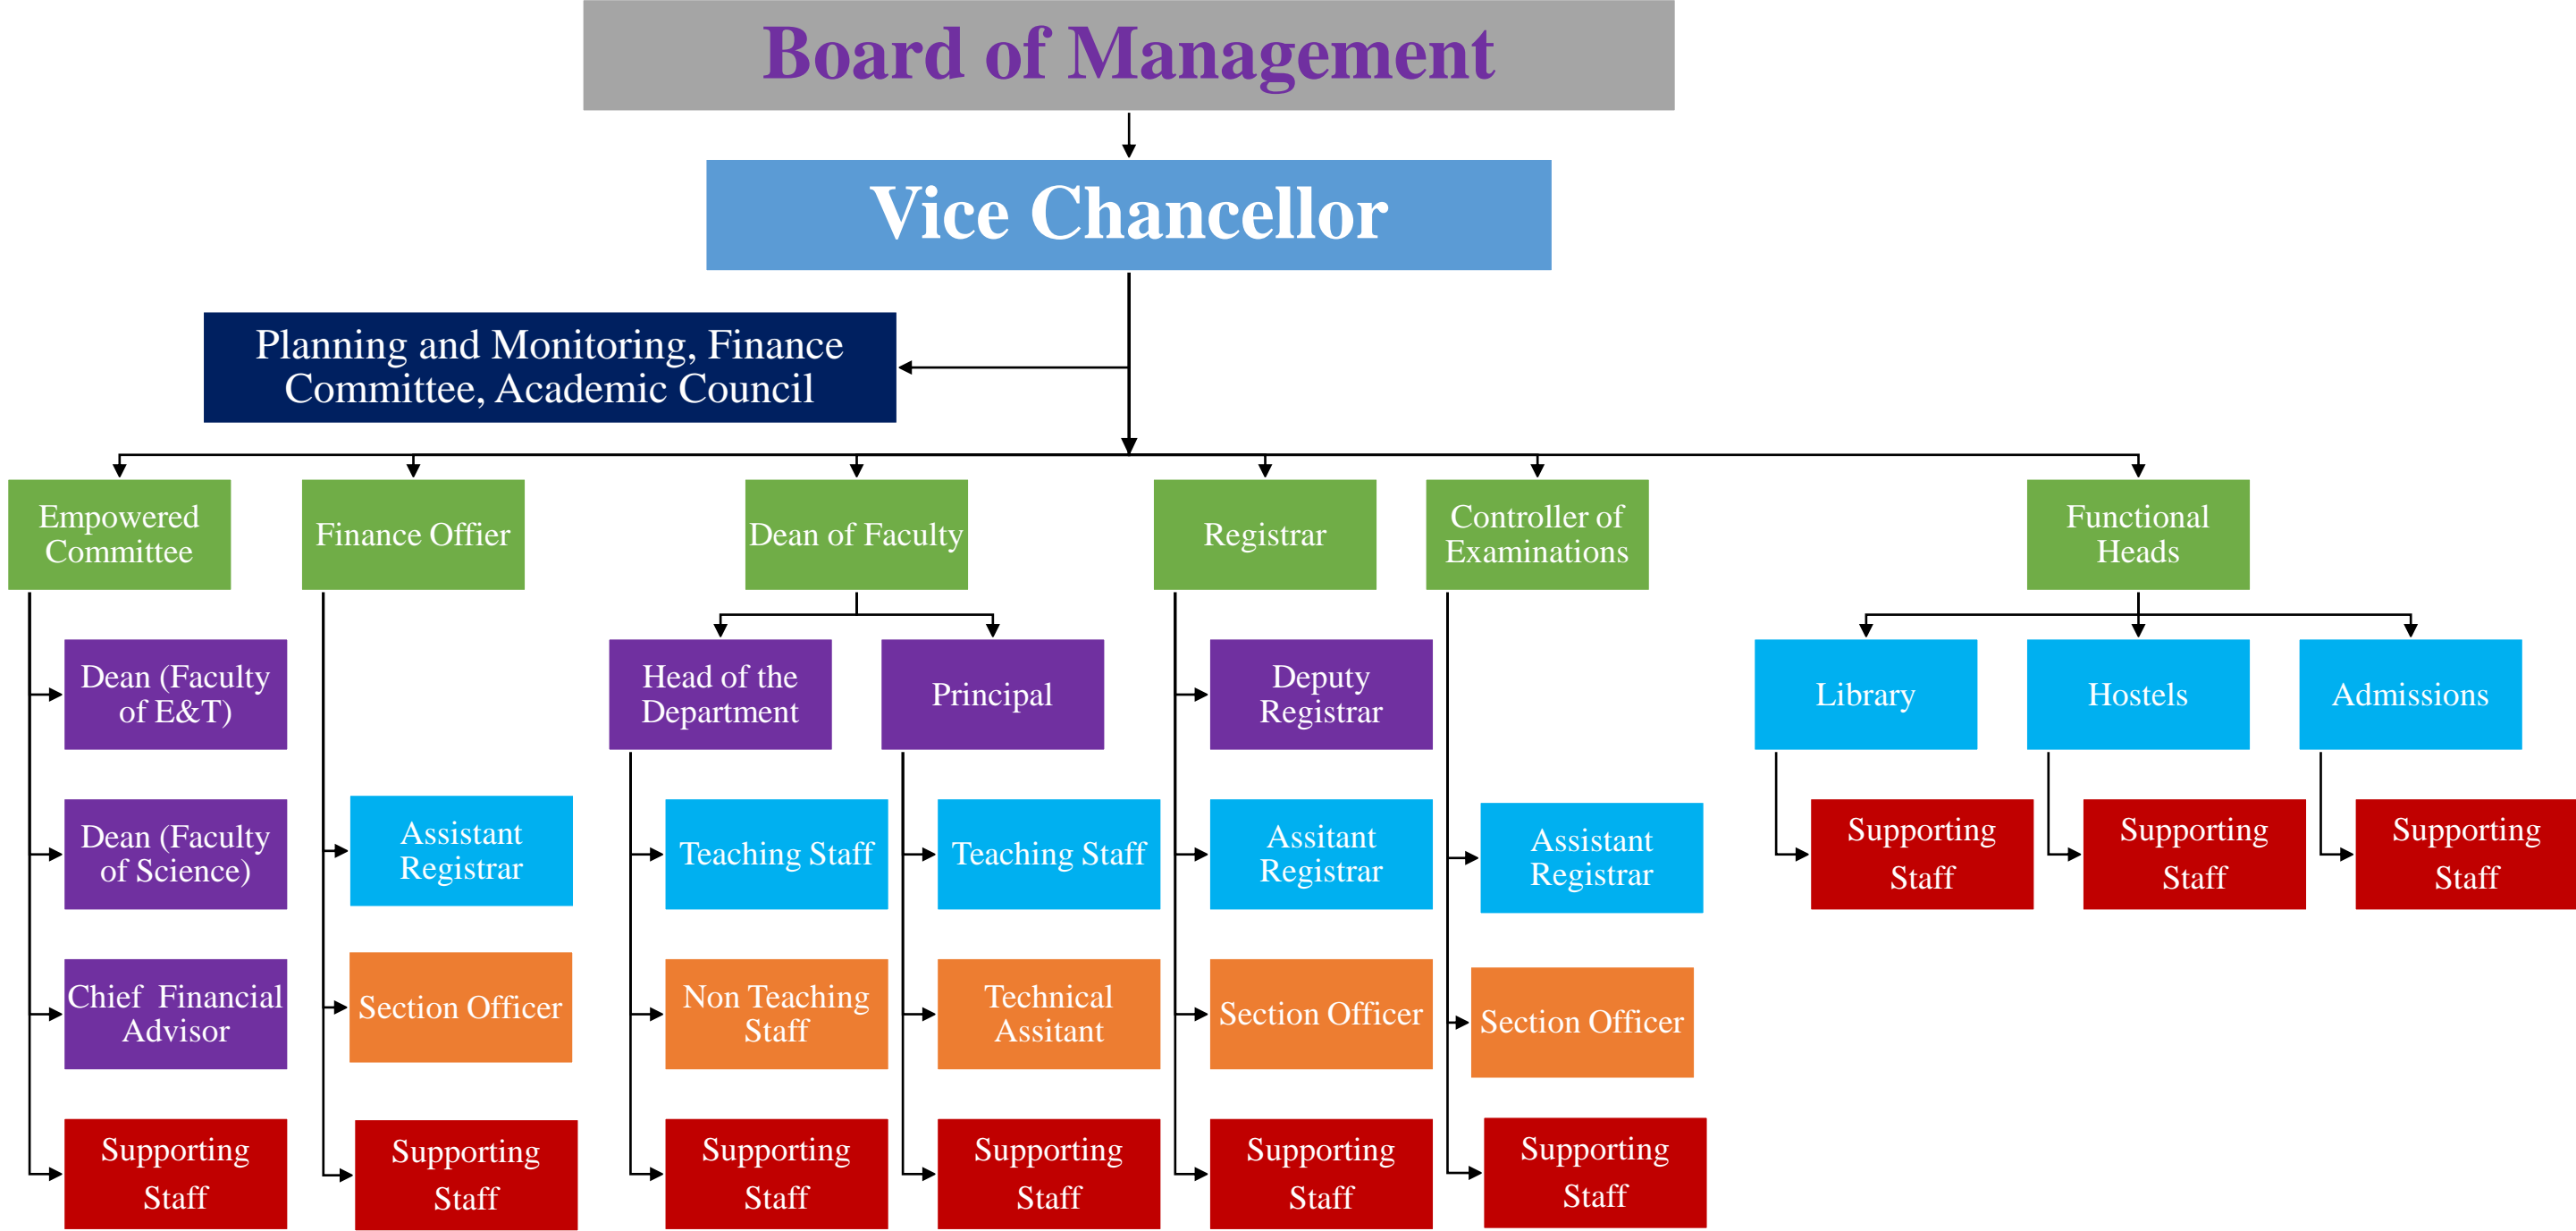 Board of Management
Vice Chancellor
Planning and Monitoring, Finance
Committee, Academic Council
Empowered
Committee
Finance Offier
Dean of Faculty
Registrar
Controller of
Examinations
Functional
Heads
Dean (Faculty
of E&T)
Head of the
Department
Principal
Deputy
Registrar
Library
Hostels
Admissions
Dean (Faculty
of Science)
Assistant
Registrar
Teaching Staff
Teaching Staff
Assitant
Registrar
Assistant
Registrar
Supporting
Staff
Supporting
Staff
Supporting
Staff
Chief  Financial
Advisor
Section Officer
Non Teaching
Staff
Technical
Assitant
Section Officer
Section Officer
Supporting
Staff
Supporting
Staff
Supporting
Staff
Supporting
Staff
Supporting
Staff
Supporting
Staff